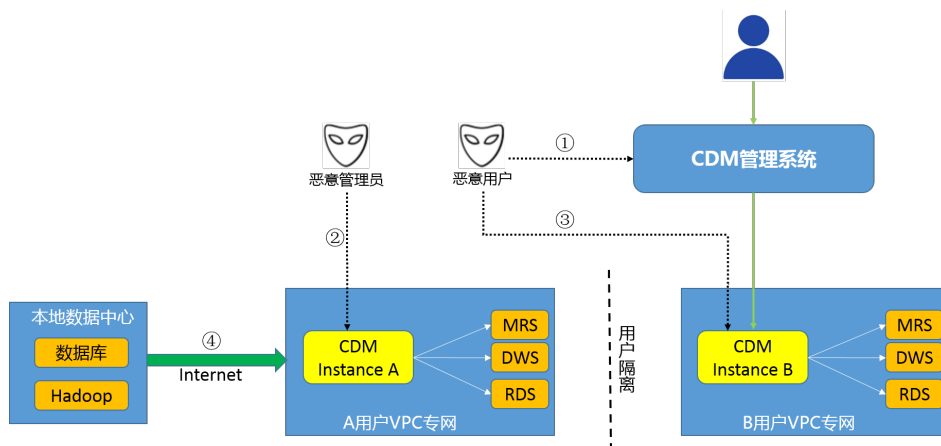 ①
CDM管理系统
恶意管理员
恶意用户
②
③
本地数据中心
数据库
Hadoop
④
Internet
CDM
Instance A
MRS
DWS
RDS
A用户VPC专网
用户隔离
CDM
Instance B
MRS
DWS
RDS
B用户VPC专网